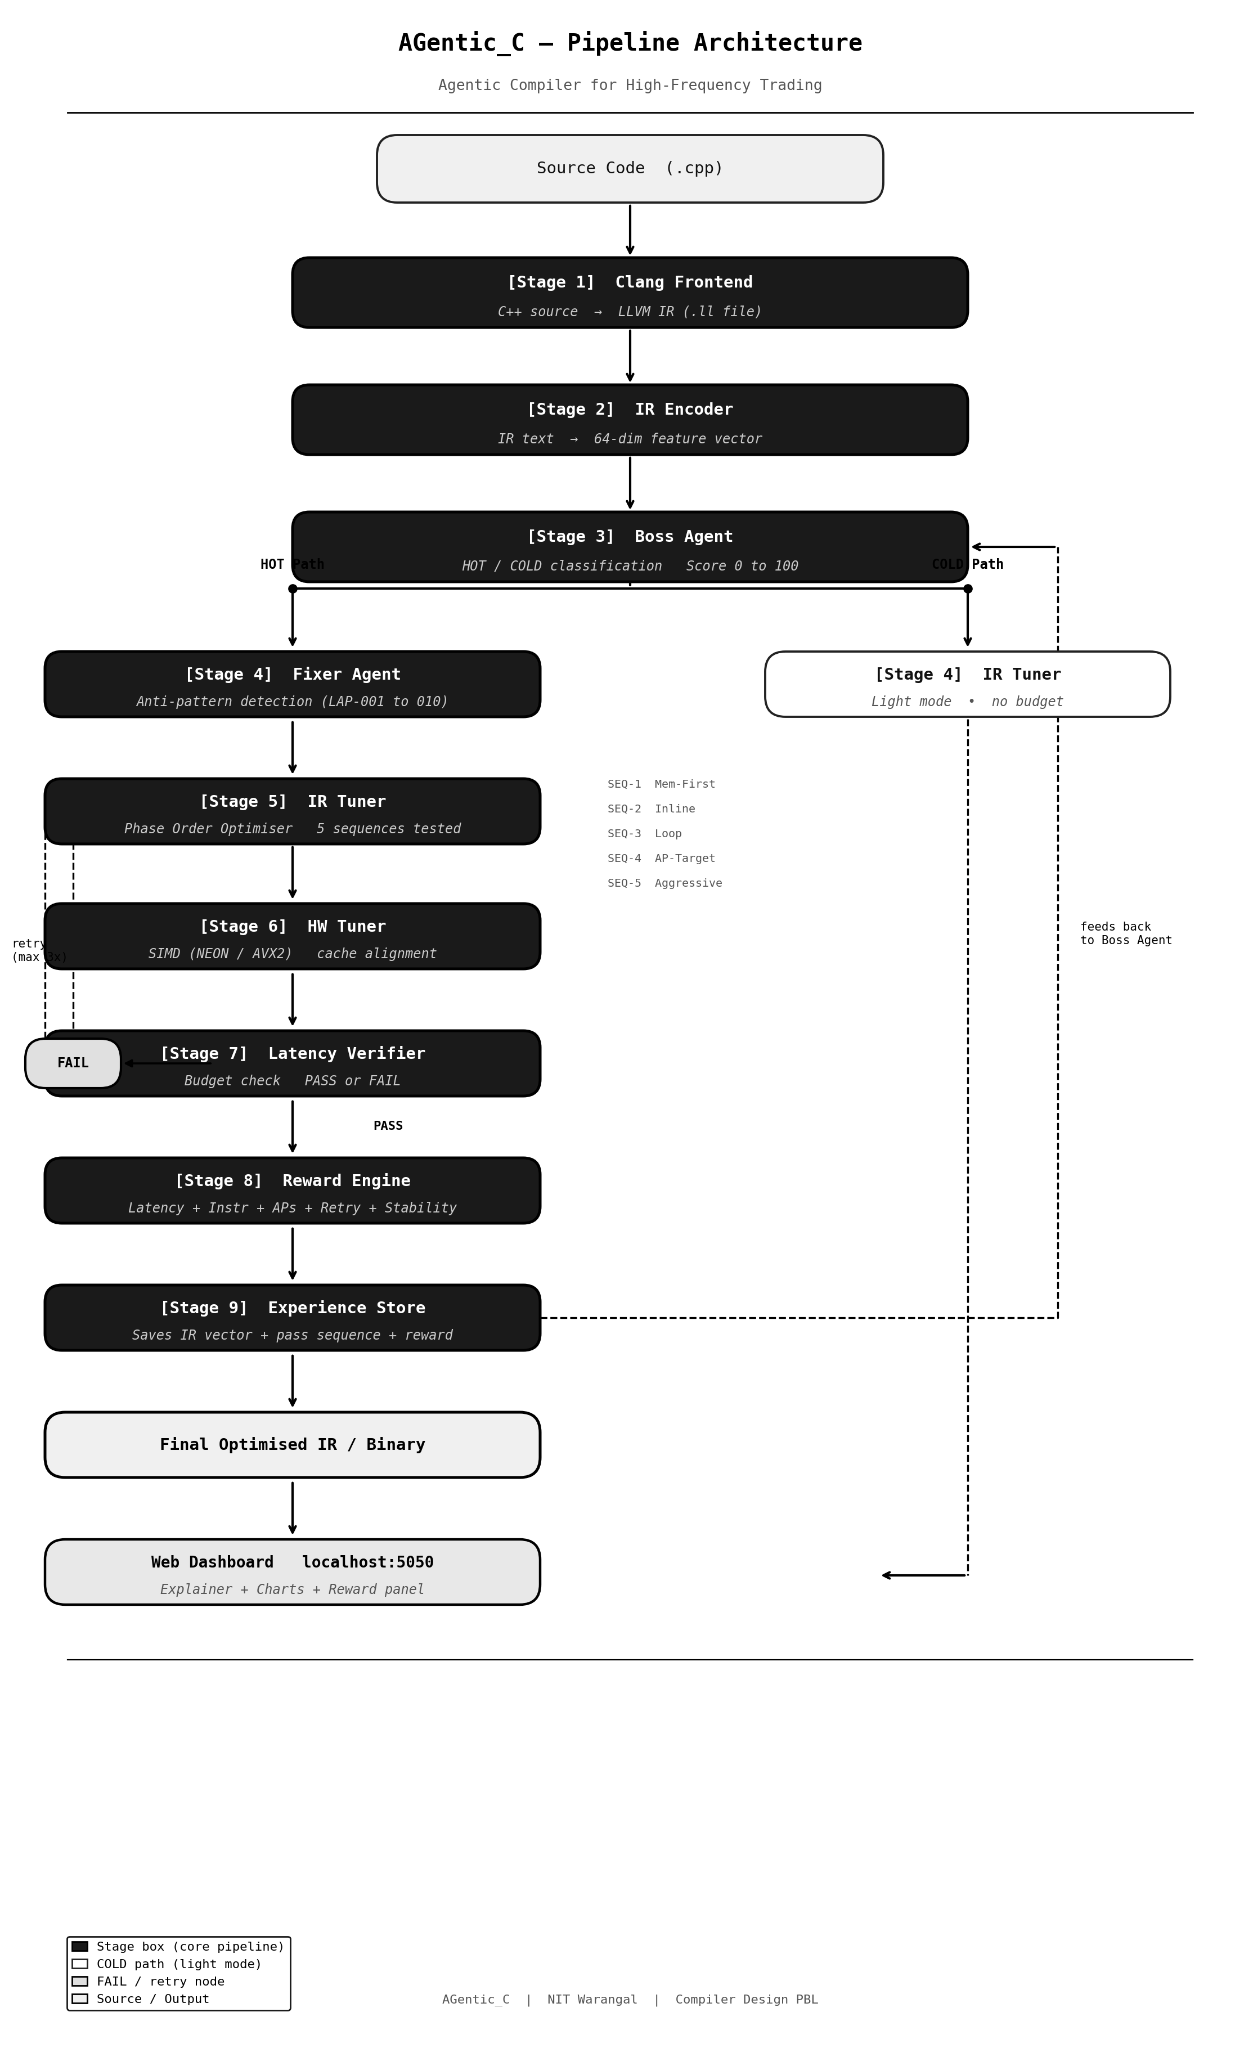 AGentic_C — Pipeline Architecture
Agentic Compiler for High-Frequency Trading
Source Code (.cpp)
[Stage 1] Clang Frontend
C++ source → LLVM IR (.ll file)
[Stage 2] IR Encoder
IR text → 64-dim feature vector
[Stage 3] Boss Agent
HOT / COLD classification Score 0 to 100
HOT Path
COLD Path
[Stage 4] Fixer Agent
Anti-pattern detection (LAP-001 to 010)
[Stage 4] IR Tuner
Light mode • no budget
[Stage 5] IR Tuner
Phase Order Optimiser 5 sequences tested
SEQ-1 Mem-First
SEQ-2 Inline
SEQ-3 Loop
SEQ-4 AP-Target
SEQ-5 Aggressive
[Stage 6] HW Tuner
SIMD (NEON / AVX2) cache alignment
retry
(max 3x)
feeds back
to Boss Agent
[Stage 7] Latency Verifier
Budget check PASS or FAIL
FAIL
PASS
[Stage 8] Reward Engine
Latency + Instr + APs + Retry + Stability
[Stage 9] Experience Store
Saves IR vector + pass sequence + reward
Final Optimised IR / Binary
Web Dashboard localhost:5050
Explainer + Charts + Reward panel
Stage box (core pipeline)
COLD path (light mode)
FAIL / retry node
Source / Output
AGentic_C | NIT Warangal | Compiler Design PBL